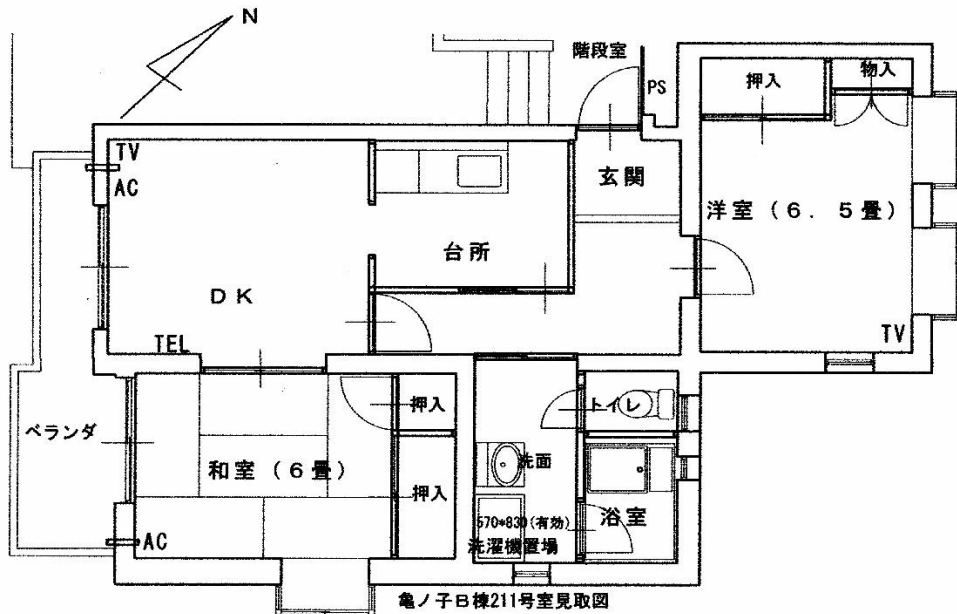 N
階段室
PS
押入
物入
TV
AC
玄関
洋室（６．５畳）
台所
ＤＫ
TEL
TV
ベランダ
和室（６畳）
押入
押入
トイレ
洗面
浴室
570*830(有効)
洗濯機置場
AC
亀ノ子Ｂ棟211号室見取図